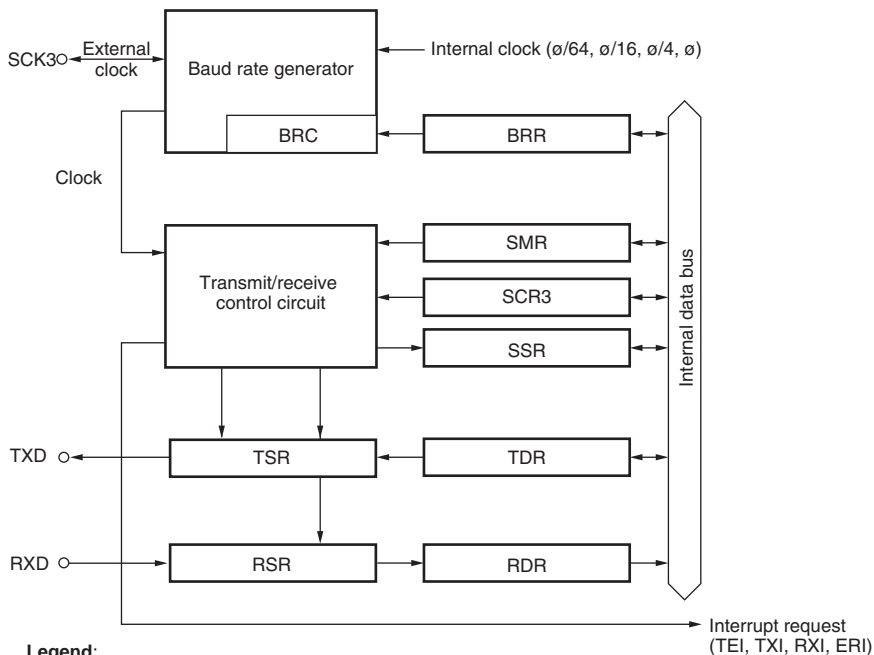 SCK3
External
clock
Baud rate generator
Internal clock (ø/64, ø/16, ø/4, ø)
BRC
BRR
Clock
Transmit/receive
control circuit
SMR
SCR3
SSR
Internal data bus
TXD
TSR
TDR
RXD
RSR
RDR
Interrupt request
(TEI, TXI, RXI, ERI)
Legend: